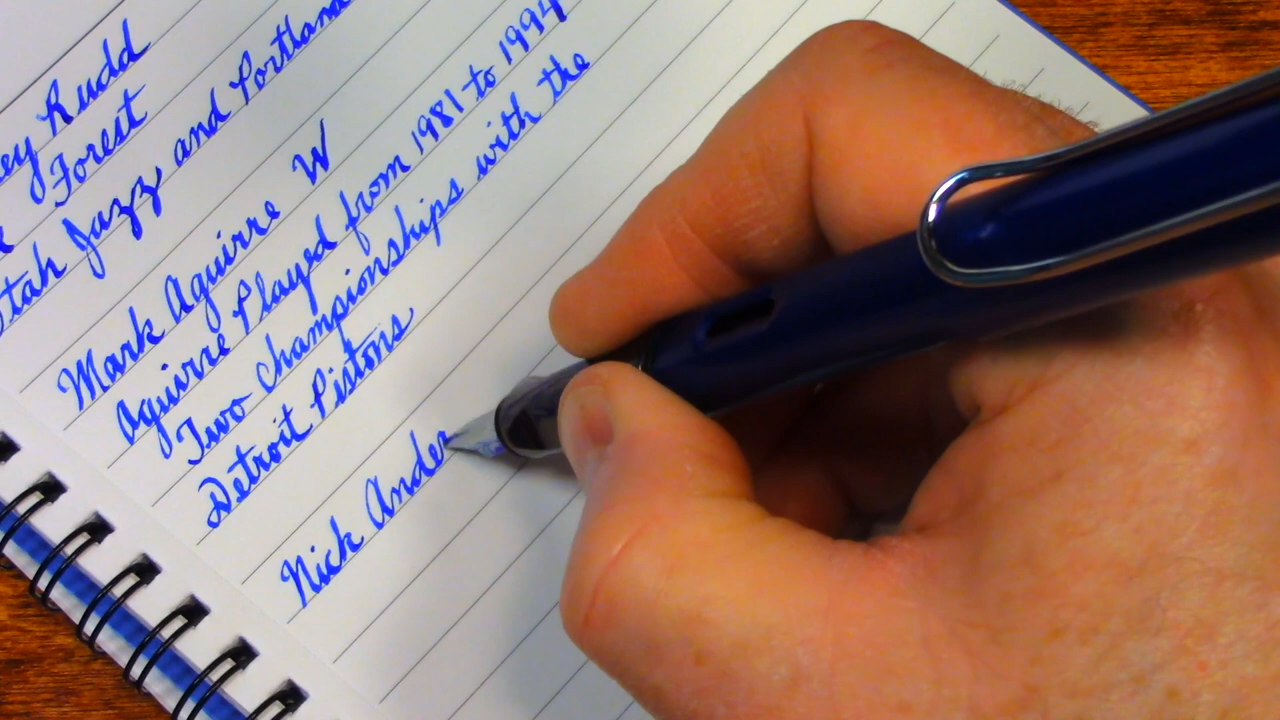 ey Rudd
Forest
Utah Jazz and Portland
Mark Aguirre W
Aguirre Played from 1981 to 1994
Two championships with the
Detroit Pistons
Nick Ander